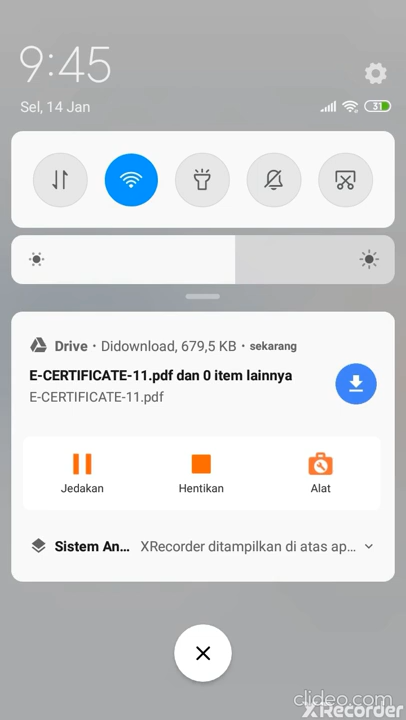 9:45
Sel, 14 Jan
31
Drive • Didownload, 679,5 KB • sekarang
E-CERTIFICATE-11.pdf dan 0 item lainnya
E-CERTIFICATE-11.pdf
Jedakan
Hentikan
Alat
Sistem An... XRecorder ditampilkan di atas ap...
clideo.com
XRecorder